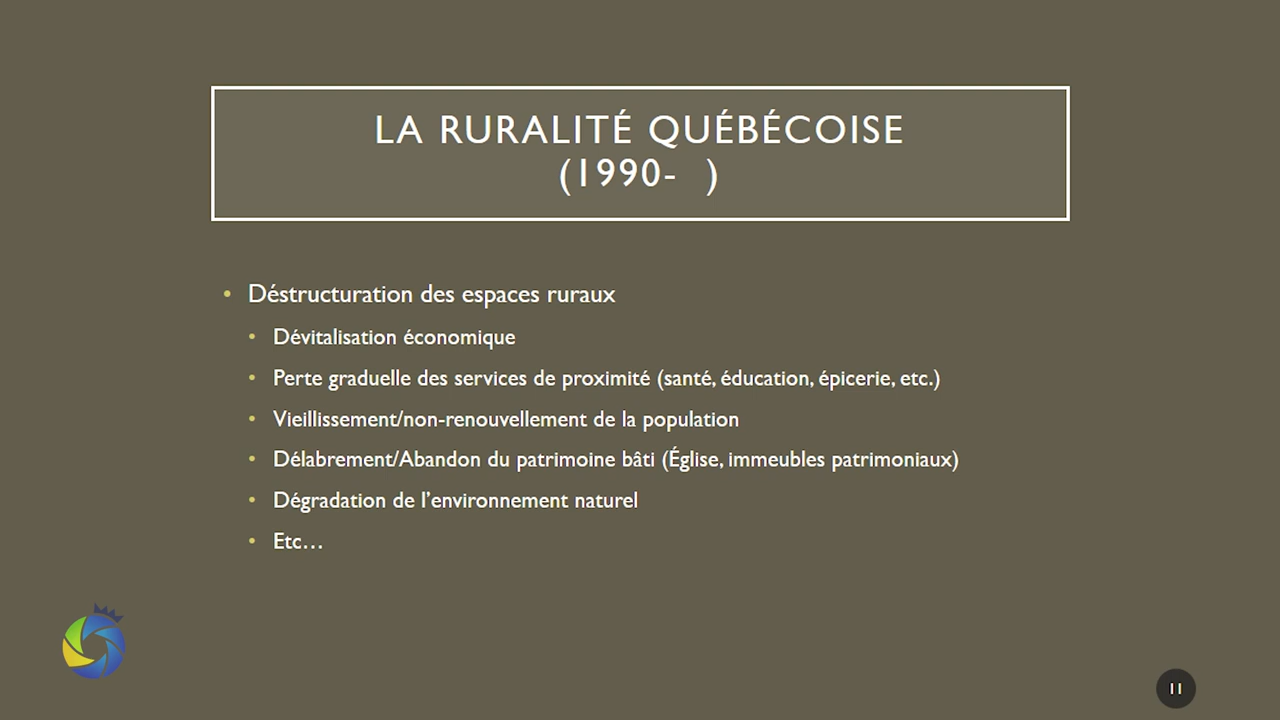 LA RURALITÉ QUÉBÉCOISE
(1990-  )
• Déstructuration des espaces ruraux
• Dévitalisation économique
• Perte graduelle des services de proximité (santé, éducation, épicerie, etc.)
• Vieillissement/non-renouvellement de la population
• Délabrement/Abandon du patrimoine bâti (Église, immeubles patrimoniaux)
• Dégradation de l’environnement naturel
• Etc…
11